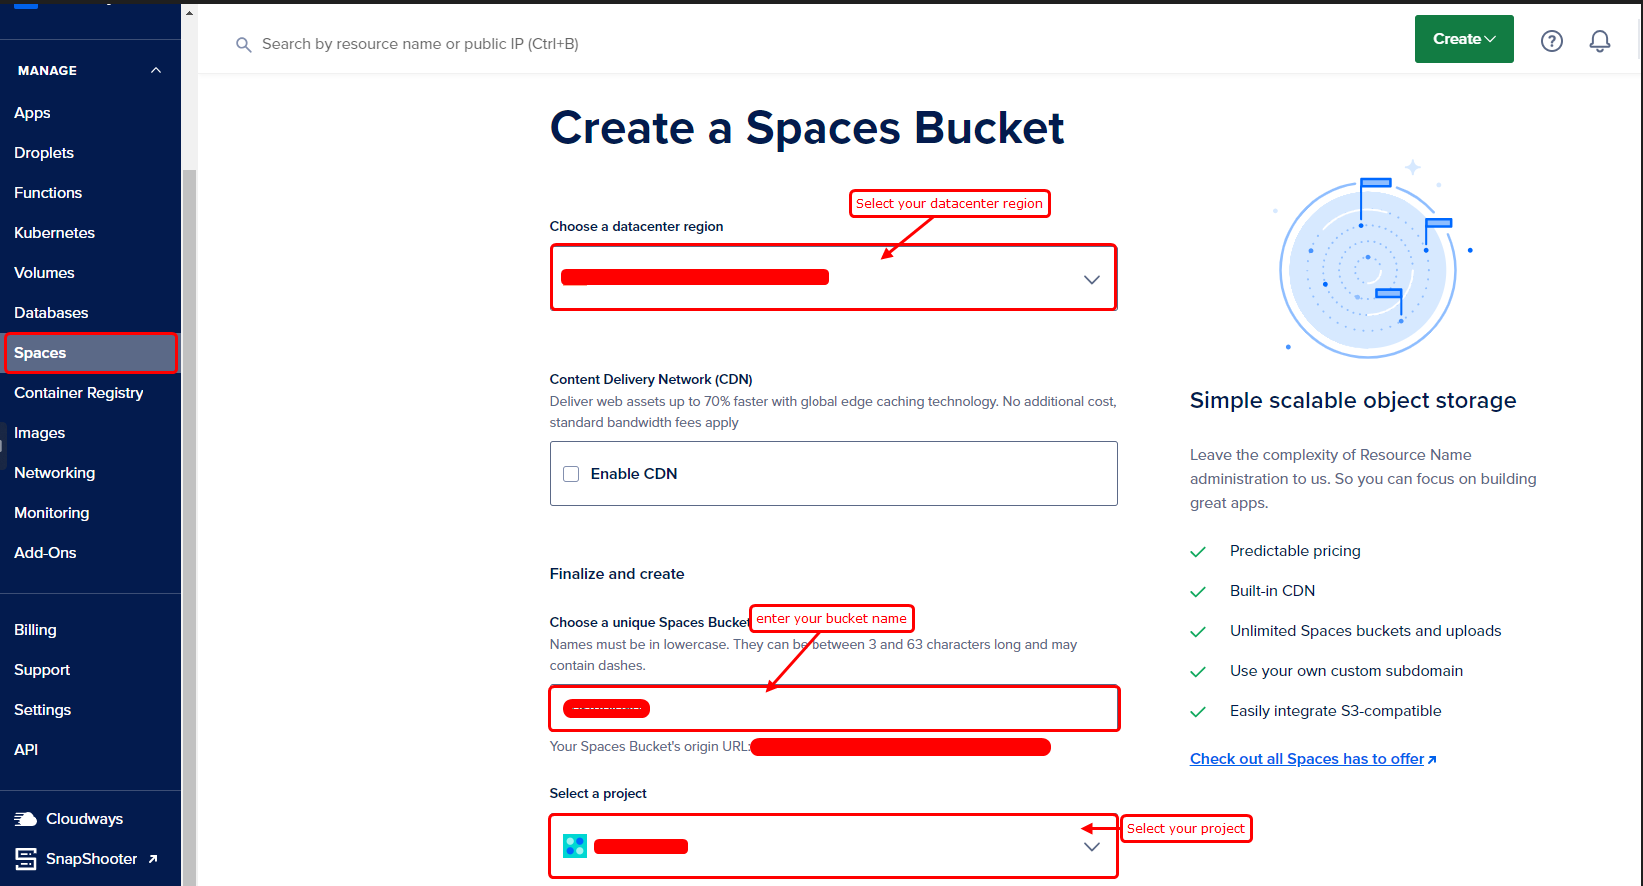 Search by resource name or public IP (Ctrl+B)
Create
MANAGE
Apps
Droplets
Functions
Kubernetes
Volumes
Databases
Spaces
Container Registry
Images
Networking
Monitoring
Add-Ons
Billing
Support
Settings
API
Cloudways
SnapShooter
Create a Spaces Bucket
Select your datacenter region
Choose a datacenter region
Content Delivery Network (CDN)
Deliver web assets up to 70% faster with global edge caching technology. No additional cost,
standard bandwidth fees apply
Enable CDN
Finalize and create
Choose a unique Spaces Bucket
enter your bucket name
Names must be in lowercase. They can be between 3 and 63 characters long and may
contain dashes.
Your Spaces Bucket's origin URL:
Select a project
Select your project
Simple scalable object storage
Leave the complexity of Resource Name
administration to us. So you can focus on building
great apps.
Predictable pricing
Built-in CDN
Unlimited Spaces buckets and uploads
Use your own custom subdomain
Easily integrate S3-compatible
Check out all Spaces has to offer